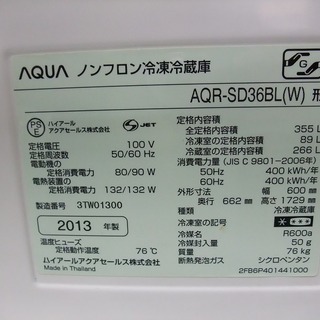 AQUA ノンフロン冷凍冷蔵庫
AQR-SD36BL(W) 形
PS
E
ハイアール
アクアセールス株式会社
JET
G
定格電圧 100 V
定格周波数 50/60 Hz
電動機の
定格消費電力 80/90 W
電熱装置の
定格消費電力 132/132 W
製造番号 3TW01300
2013 年製
温度ヒューズ
定格動作温度 76℃
ハイアールアクアセールス株式会社
Made in Thailand
定格内容積
全定格内容積 355 L
冷凍室の定格内容積 89 L
冷蔵室の定格内容積 266 L
消費電力量 (JIS C 9801-2006年)
50Hz 400 kWh/年
60Hz 400 kWh/年
外形寸法 幅 600 mm
奥行 662 mm 高さ 1729 mm
種類 冷凍冷蔵庫
冷凍室の記号
冷媒 R600a
冷媒封入量 50 g
質量 76 kg
断熱発泡ガス シクロペンタン
2FB6P401441000